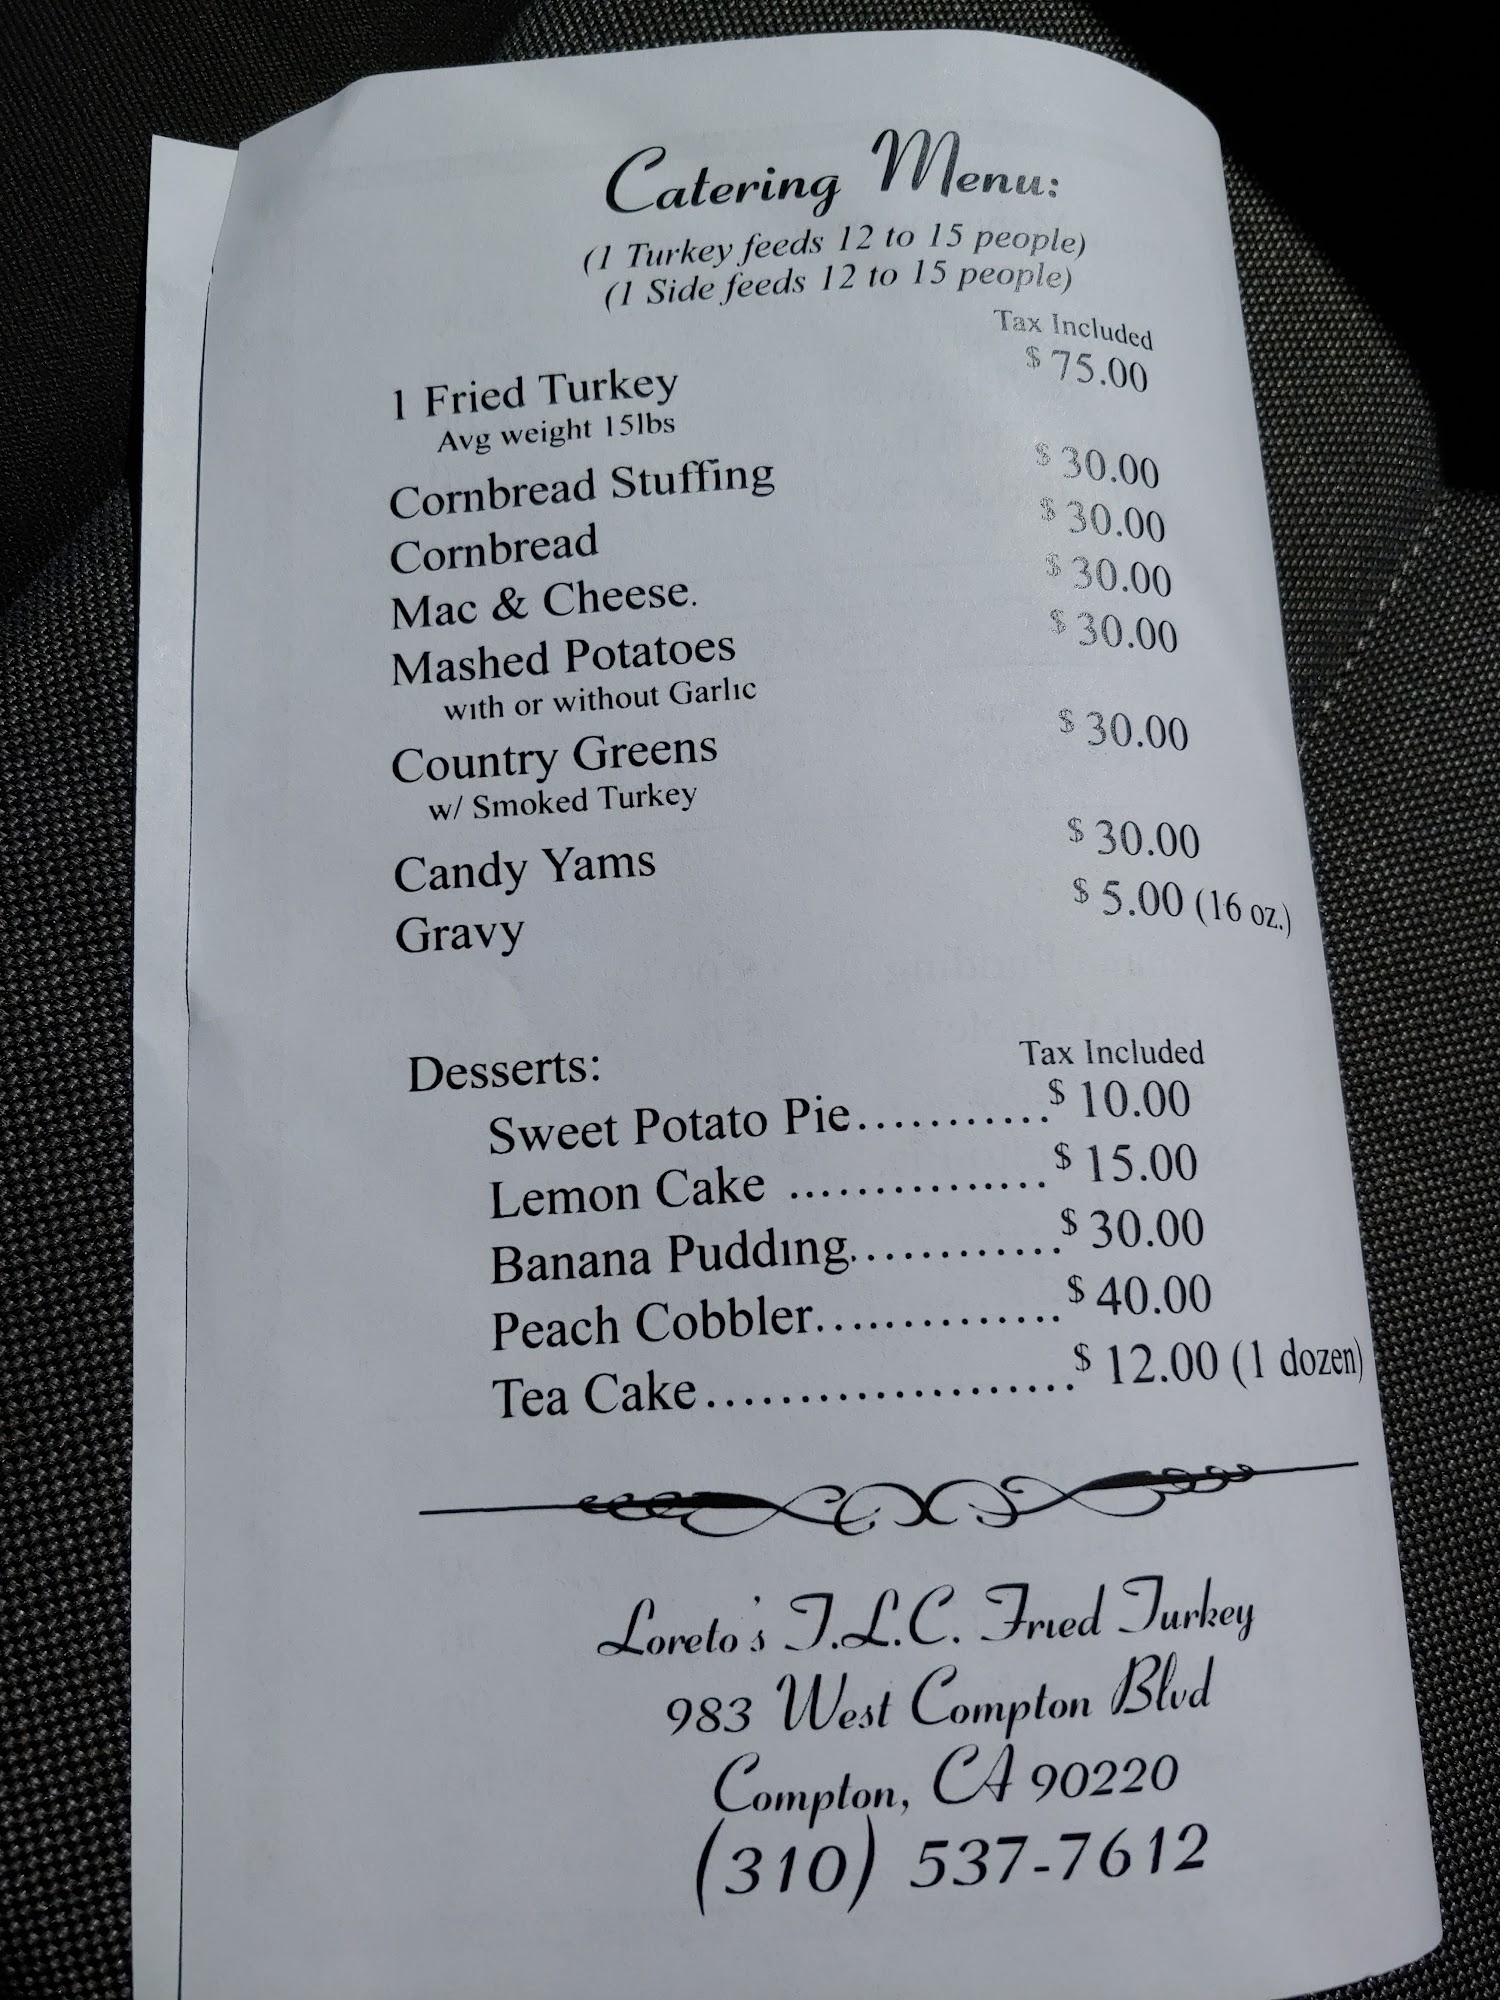 Catering Menu:
(1 Turkey feeds 12 to 15 people)
(1 Side feeds 12 to 15 people)
Tax Included
1 Fried Turkey $ 75.00
Avg weight 15lbs
Cornbread Stuffing $ 30.00
Cornbread $ 30.00
Mac & Cheese. $ 30.00
Mashed Potatoes $ 30.00
with or without Garlic
Country Greens $ 30.00
w/ Smoked Turkey
Candy Yams $ 30.00
Gravy $ 5.00 (16 oz.)
Desserts: Tax Included
Sweet Potato Pie...........$ 10.00
Lemon Cake ...............$ 15.00
Banana Pudding............$ 30.00
Peach Cobbler..............$ 40.00
Tea Cake.....................$ 12.00 (1 dozen)
Loreto's T.L.C. Fried Turkey
983 West Compton Blvd
Compton, CA 90220
(310) 537-7612